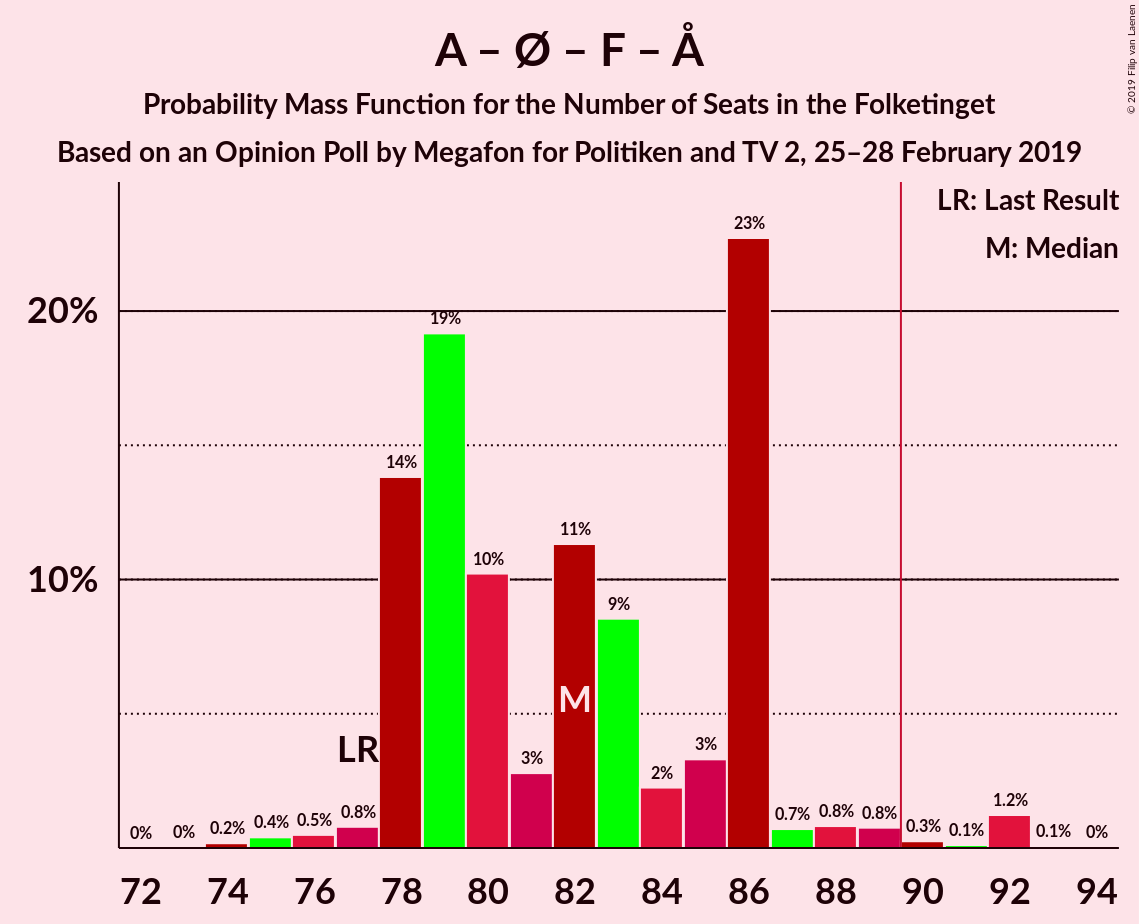 A – Ø – F – Å
Probability Mass Function for the Number of Seats in the Folketinget
Based on an Opinion Poll by Megafon for Politiken and TV 2, 25–28 February 2019
© 2019 Filip van Laenen
LR: Last Result
M: Median
20%
10%
0%
0%
0.2%
0.4%
0.5%
0.8%
14%
19%
10%
3%
11%
9%
2%
3%
23%
0.7%
0.8%
0.8%
0.3%
0.1%
1.2%
0.1%
0%
LR
M
72 74 76 78 80 82 84 86 88 90 92 94